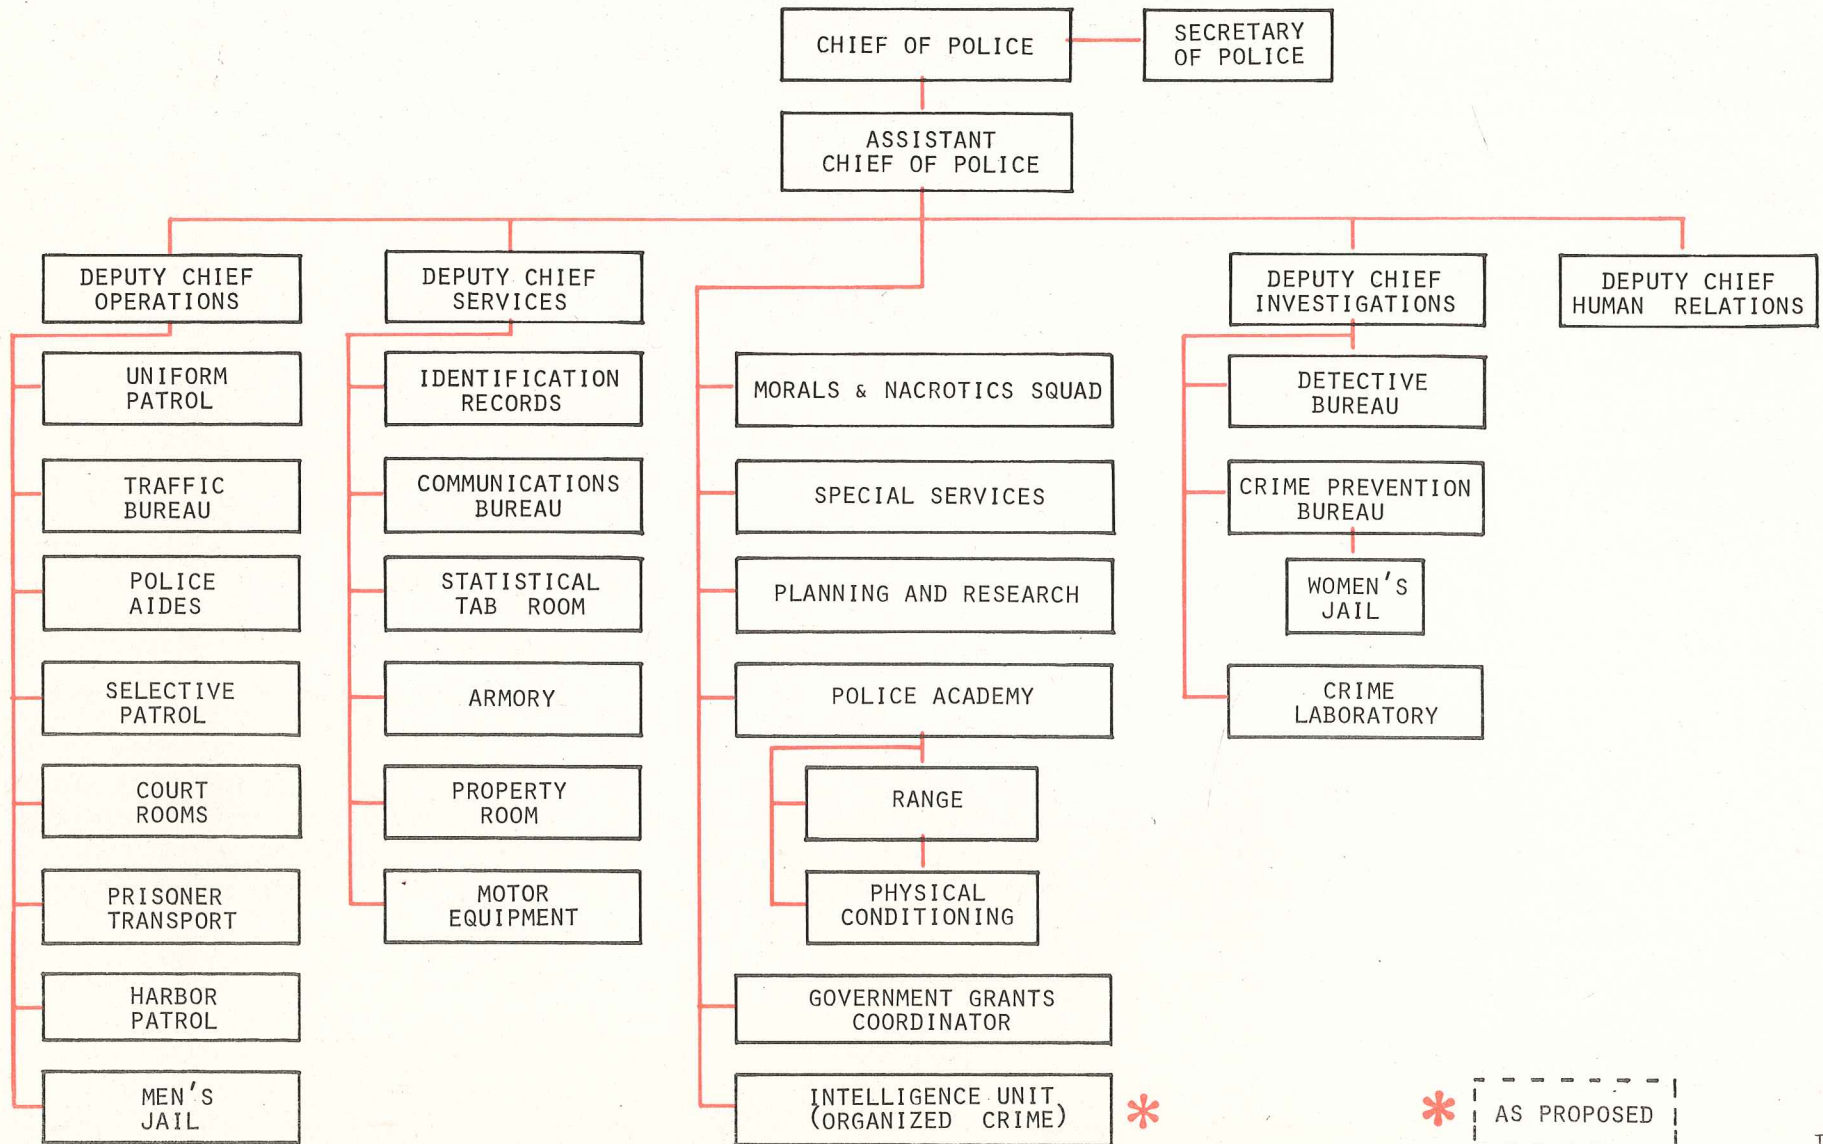 CHIEF OF POLICE
SECRETARY
OF POLICE
ASSISTANT
CHIEF OF POLICE
DEPUTY CHIEF
OPERATIONS
UNIFORM
PATROL
TRAFFIC
BUREAU
POLICE
AIDES
SELECTIVE
PATROL
COURT
ROOMS
PRISONER
TRANSPORT
HARBOR
PATROL
MEN'S
JAIL
DEPUTY CHIEF
SERVICES
IDENTIFICATION
RECORDS
COMMUNICATIONS
BUREAU
STATISTICAL
TAB ROOM
ARMORY
PROPERTY
ROOM
MOTOR
EQUIPMENT
MORALS & NACROTICS SQUAD
SPECIAL SERVICES
PLANNING AND RESEARCH
POLICE ACADEMY
RANGE
PHYSICAL
CONDITIONING
GOVERNMENT GRANTS
COORDINATOR
INTELLIGENCE UNIT
(ORGANIZED CRIME) *
DEPUTY CHIEF
INVESTIGATIONS
DETECTIVE
BUREAU
CRIME PREVENTION
BUREAU
WOMEN'S
JAIL
CRIME
LABORATORY
DEPUTY CHIEF
HUMAN RELATIONS
* AS PROPOSED